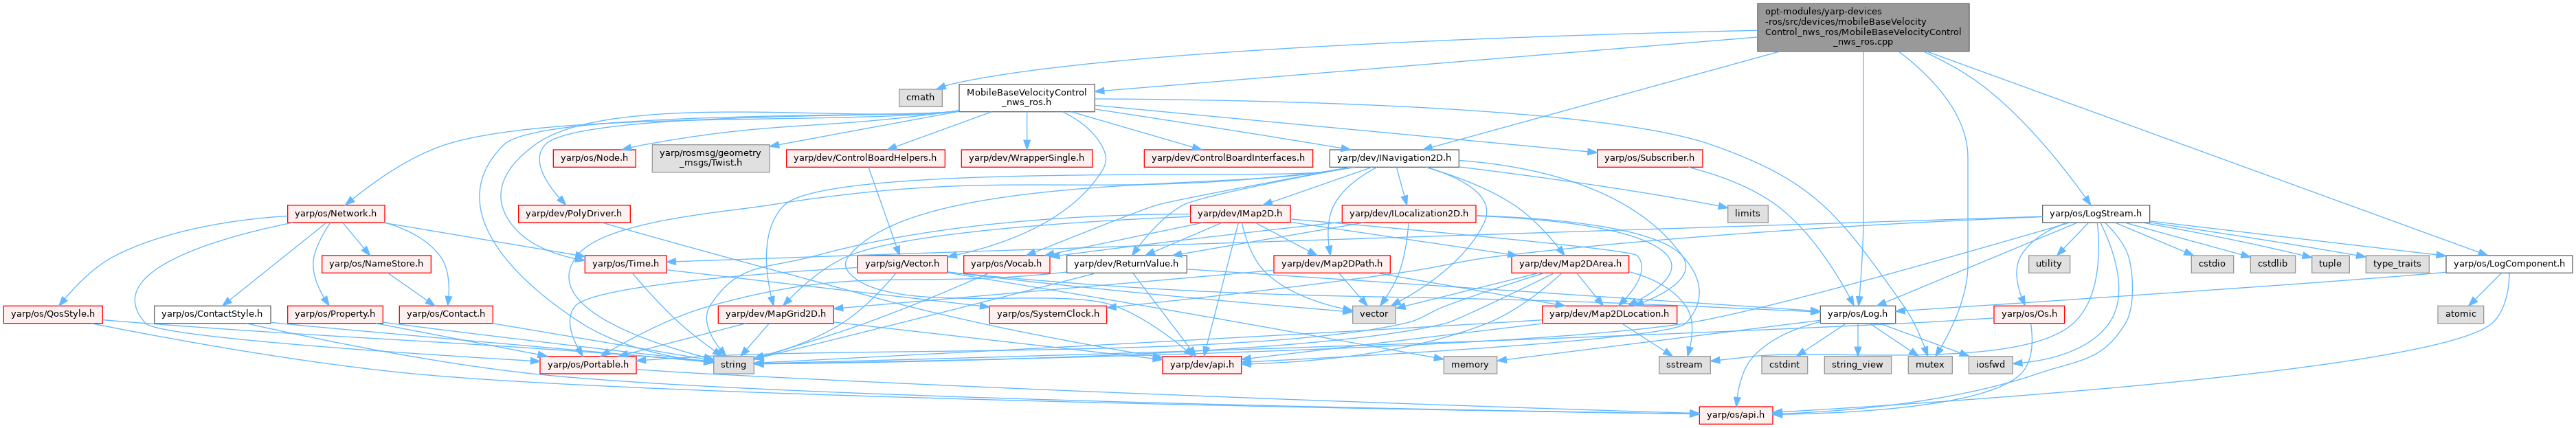 opt-modules/yarp-devices
-ros/src/devices/mobileBaseVelocity
Control_nws_ros/MobileBaseVelocityControl
_nws_ros.cpp
cmath
MobileBaseVelocityControl
_nws_ros.h
yarp/os/Node.h
yarp/rosmsg/geometry
_msgs/Twist.h
yarp/dev/ControlBoardHelpers.h
yarp/dev/WrapperSingle.h
yarp/dev/ControlBoardInterfaces.h
yarp/dev/INavigation2D.h
yarp/os/Subscriber.h
yarp/os/Network.h
yarp/dev/PolyDriver.h
yarp/dev/IMap2D.h
yarp/dev/ILocalization2D.h
limits
yarp/os/LogStream.h
yarp/os/NameStore.h
yarp/os/Time.h
yarp/sig/Vector.h
yarp/os/Vocab.h
yarp/dev/ReturnValue.h
yarp/dev/Map2DPath.h
yarp/dev/Map2DArea.h
utility
cstdio
cstdlib
tuple
type_traits
yarp/os/LogComponent.h
yarp/os/QosStyle.h
yarp/os/ContactStyle.h
yarp/os/Property.h
yarp/os/Contact.h
yarp/dev/MapGrid2D.h
yarp/os/SystemClock.h
vector
yarp/dev/Map2DLocation.h
yarp/os/Log.h
yarp/os/Os.h
atomic
yarp/os/Portable.h
string
yarp/dev/api.h
memory
sstream
cstdint
string_view
mutex
iosfwd
yarp/os/api.h